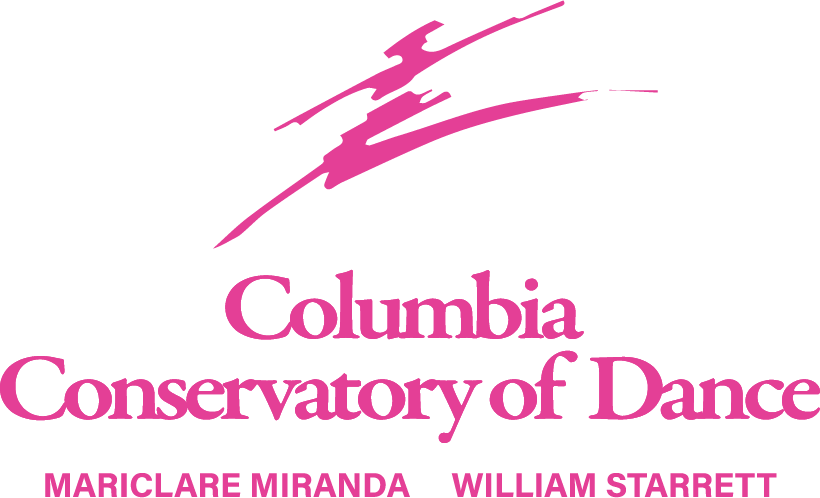 Columbia
Conservatory of Dance
MARICLARE MIRANDA WILLIAM STARRETT